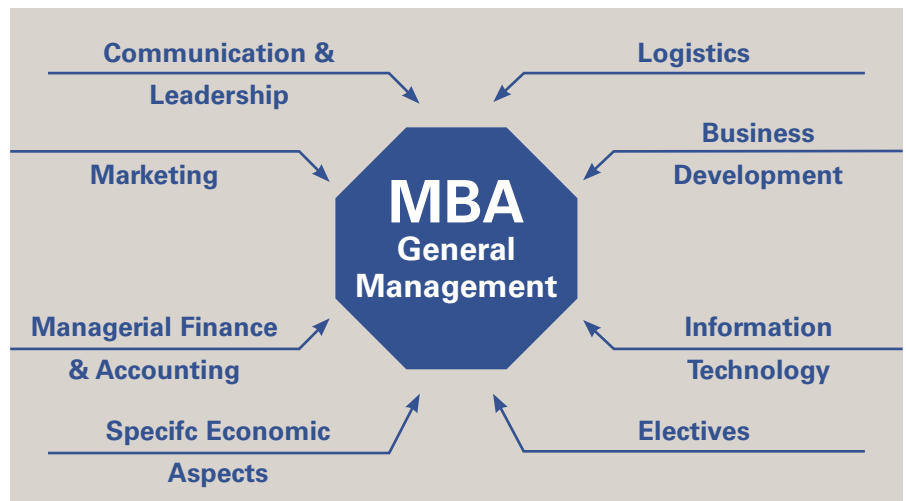 Communication &
Leadership
Logistics
Marketing
Business
Development
MBA
General
Management
Managerial Finance
& Accounting
Information
Technology
Specifc Economic
Aspects
Electives